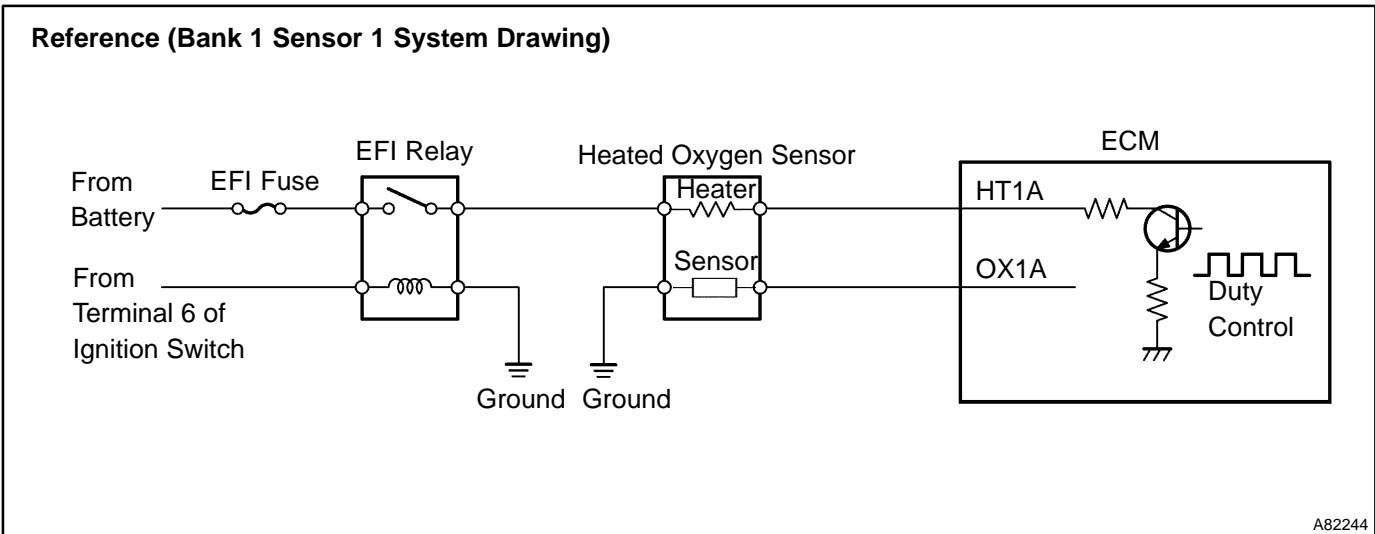 Reference (Bank 1 Sensor 1 System Drawing)
From
Battery
EFI Fuse
EFI Relay
Heated Oxygen Sensor
Heater
ECM
HT1A
From
Terminal 6 of
Ignition Switch
Sensor
OX1A
Duty
Control
Ground
Ground
A82244